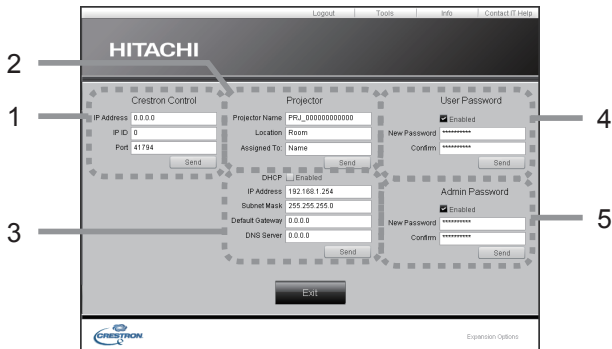 Logout Tools Info Contact IT Help
HITACHI
2
1
Crestron Control
IP Address 0.0.0.0
IP ID 0
Port 41794
Send
Projector
Projector Name PRJ_000000000000
Location Room
Assigned To: Name
Send
User Password
Enabled
New Password **********
Confirm **********
Send
4
3
DHCP Enabled
IP Address 192.168.1.254
Subnet Mask 255.255.255.0
Default Gateway 0.0.0.0
DNS Server 0.0.0.0
Send
Admin Password
Enabled
New Password **********
Confirm **********
Send
5
Exit
CRESTRON
Expansion Options